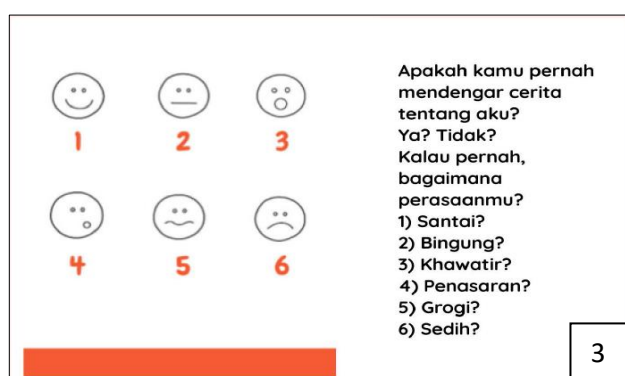 1 2 3
4 5 6
Apakah kamu pernah
mendengar cerita
tentang aku?
Ya? Tidak?
Kalau pernah,
bagaimana
perasaanmu?
1) Santai?
2) Bingung?
3) Khawatir?
4) Penasaran?
5) Grogi?
6) Sedih?
3